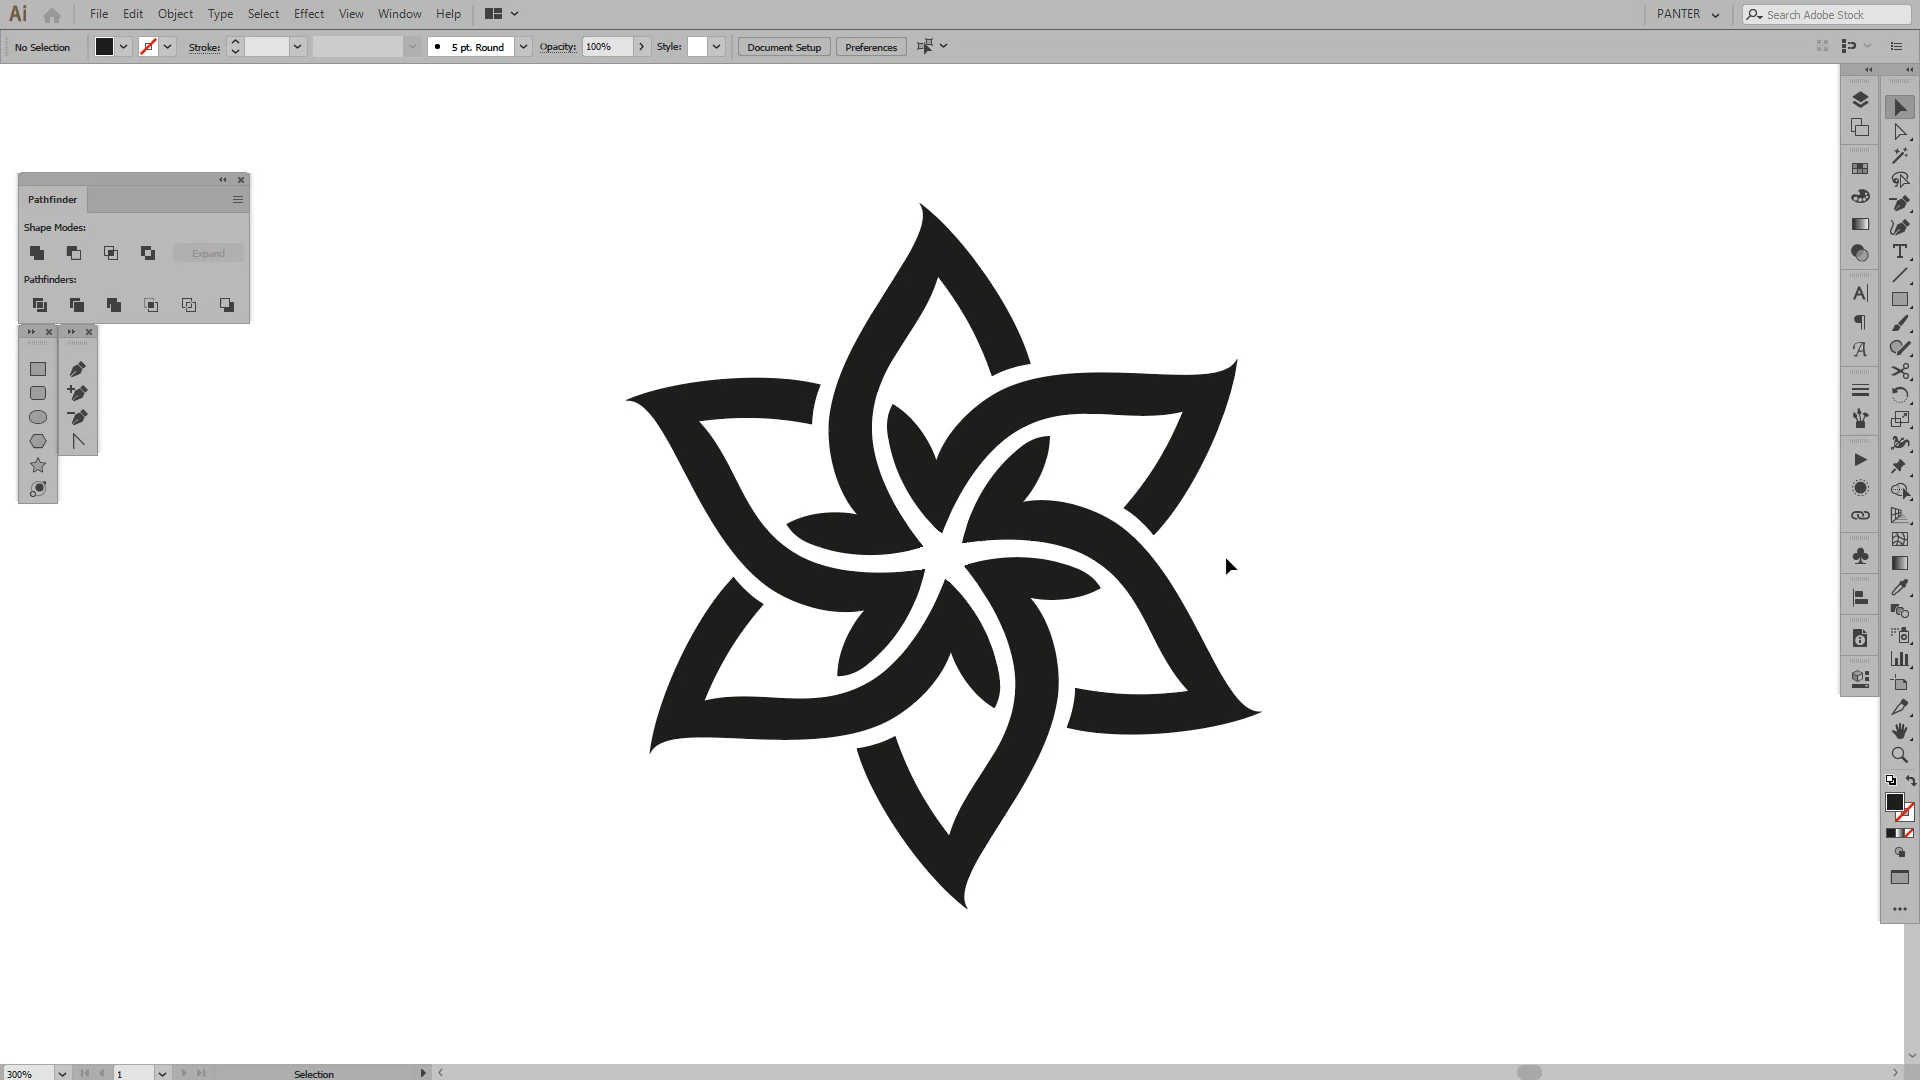 Ai File Edit Object Type Select Effect View Window Help PANTER Search Adobe Stock
No Selection Stroke: 5 pt. Round Opacity: 100% Style: Document Setup Preferences
Pathfinder
Shape Modes:
Expand
Pathfinders:
300% 1 Selection